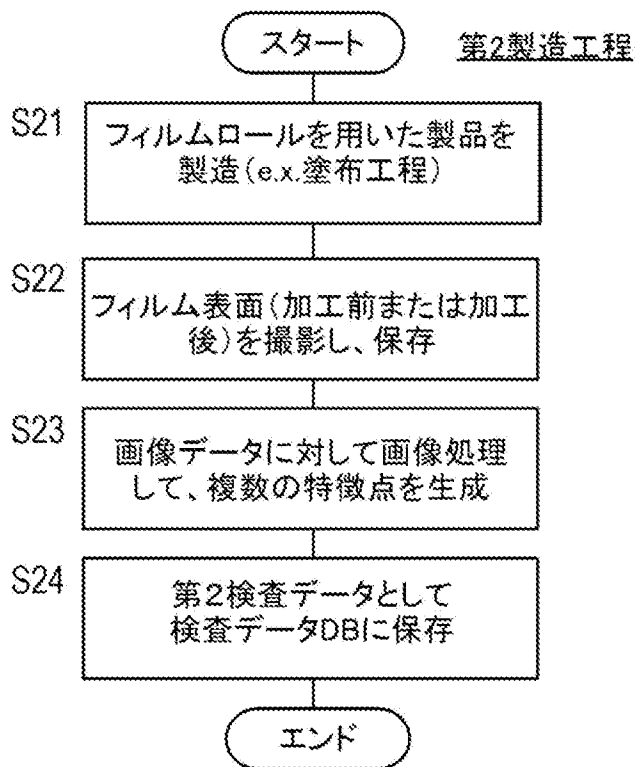 スタート
第2製造工程
S21
フィルムロールを用いた製品を
製造(e.x.塗布工程)
S22
フィルム表面(加工前または加工
後)を撮影し、保存
S23
画像データに対して画像処理
して、複数の特徴点を生成
S24
第2検査データとして
検査データDBに保存
エンド